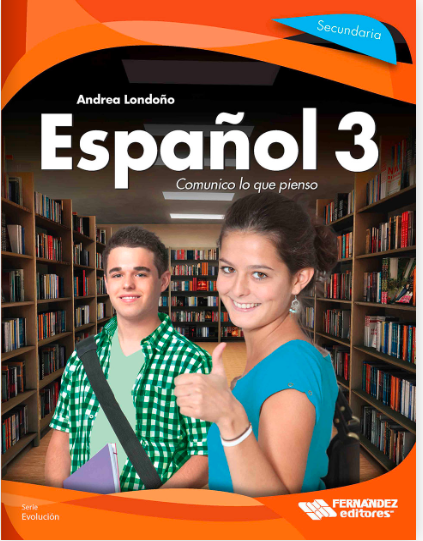 Secundaria
Andrea Londoño
Español 3
Comunico lo que pienso
Serie
Evolución
FERNÁNDEZ
editores